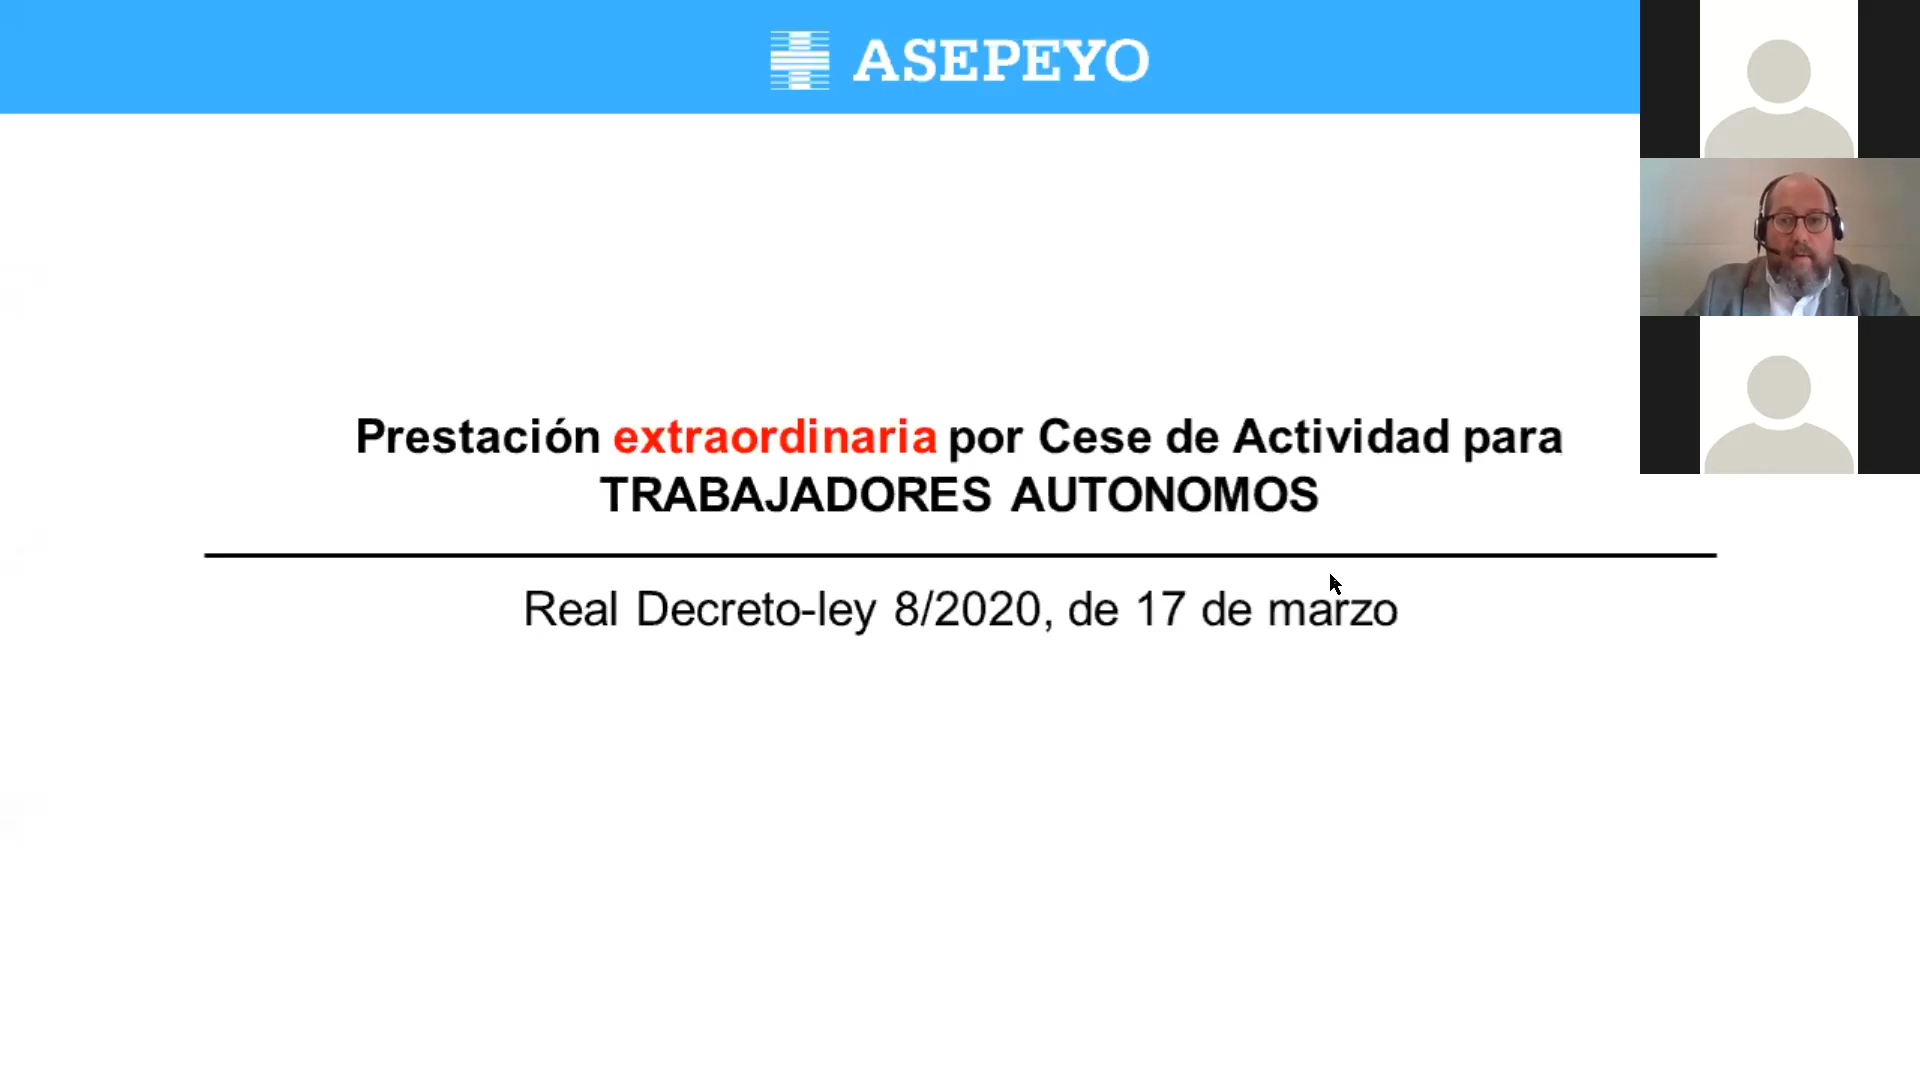 ASEPEYO
Prestación extraordinaria por Cese de Actividad para
TRABAJADORES AUTONOMOS
Real Decreto-ley 8/2020, de 17 de marzo